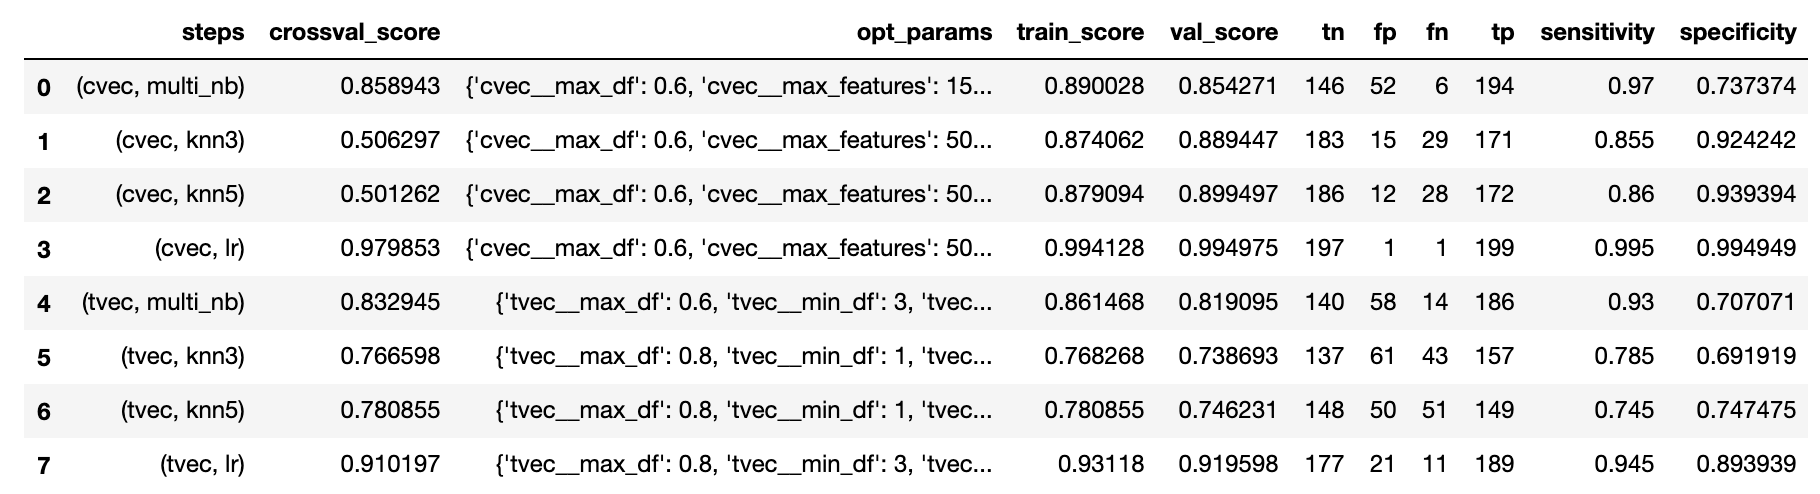 steps crossval_score opt_params train_score val_score tn fp fn tp sensitivity specificity
0 (cvec, multi_nb) 0.858943 {'cvec__max_df': 0.6, 'cvec__max_features': 15... 0.890028 0.854271 146 52 6 194 0.97 0.737374
1 (cvec, knn3) 0.506297 {'cvec__max_df': 0.6, 'cvec__max_features': 50... 0.874062 0.889447 183 15 29 171 0.855 0.924242
2 (cvec, knn5) 0.501262 {'cvec__max_df': 0.6, 'cvec__max_features': 50... 0.879094 0.899497 186 12 28 172 0.86 0.939394
3 (cvec, lr) 0.979853 {'cvec__max_df': 0.6, 'cvec__max_features': 50... 0.994128 0.994975 197 1 1 199 0.995 0.994949
4 (tvec, multi_nb) 0.832945 {'tvec__max_df': 0.6, 'tvec__min_df': 3, 'tvec... 0.861468 0.819095 140 58 14 186 0.93 0.707071
5 (tvec, knn3) 0.766598 {'tvec__max_df': 0.8, 'tvec__min_df': 1, 'tvec... 0.768268 0.738693 137 61 43 157 0.785 0.691919
6 (tvec, knn5) 0.780855 {'tvec__max_df': 0.8, 'tvec__min_df': 1, 'tvec... 0.780855 0.746231 148 50 51 149 0.745 0.747475
7 (tvec, lr) 0.910197 {'tvec__max_df': 0.8, 'tvec__min_df': 3, 'tvec... 0.93118 0.919598 177 21 11 189 0.945 0.893939